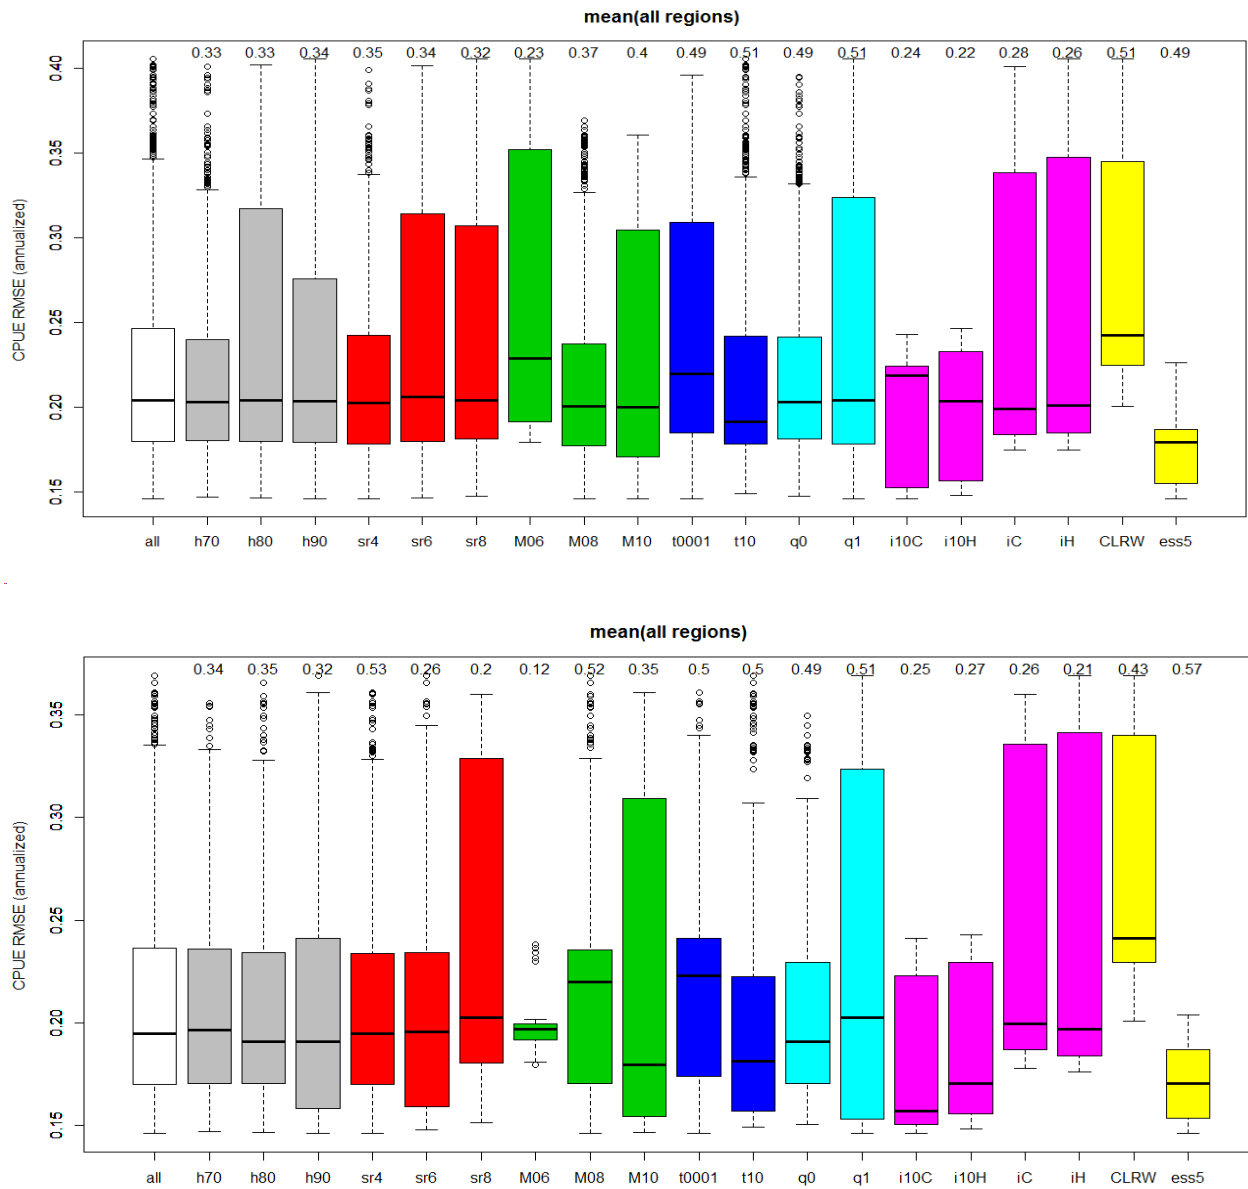 mean(all regions)
0.33 0.33 0.34 0.35 0.34 0.32 0.23 0.37 0.4 0.49 0.51 0.49 0.51 0.24 0.22 0.28 0.26 0.51 0.49
CPUE RMSE (annualized)
0.40
0.35
0.30
0.25
0.20
0.15
all h70 h80 h90 sr4 sr6 sr8 M06 M08 M10 t0001 t10 q0 q1 i10C i10H iC iH CLRW ess5
mean(all regions)
0.34 0.35 0.32 0.53 0.26 0.2 0.12 0.52 0.35 0.5 0.5 0.49 0.51 0.25 0.27 0.26 0.21 0.43 0.57
CPUE RMSE (annualized)
0.35
0.30
0.25
0.20
0.15
all h70 h80 h90 sr4 sr6 sr8 M06 M08 M10 t0001 t10 q0 q1 i10C i10H iC iH CLRW ess5